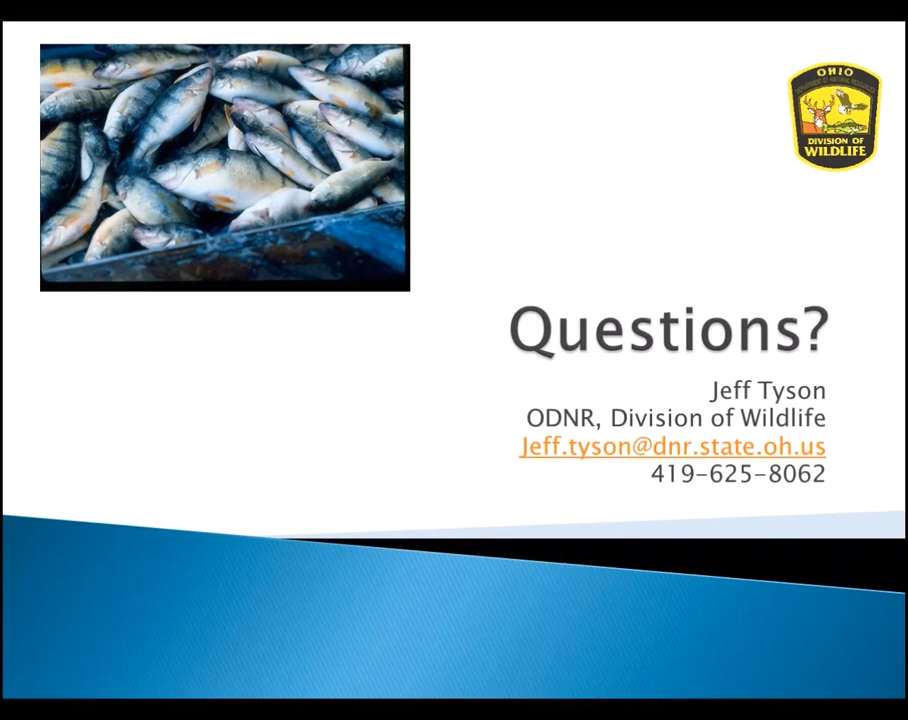 OHIO
DIVISION OF
WILDLIFE
Questions?
Jeff Tyson
ODNR, Division of Wildlife
Jeff.tyson@dnr.state.oh.us
419-625-8062